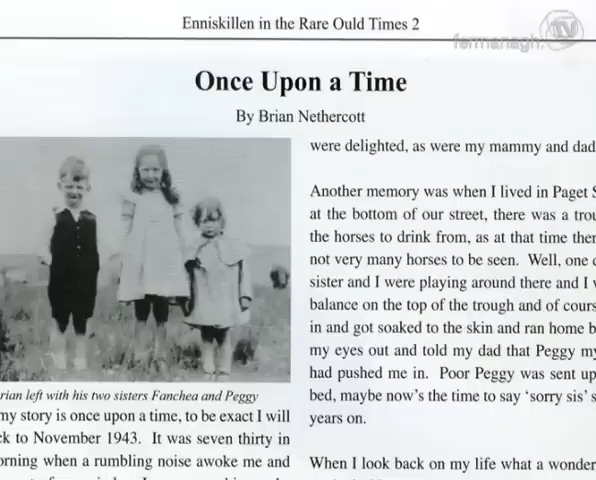 Enniskillen in the Rare Ould Times 2
fermanagh.TV
Once Upon a Time
By Brian Nethercott
rian left with his two sisters Fanchea and Peggy
my story is once upon a time, to be exact I will
ck to November 1943. It was seven thirty in
orning when a rumbling noise awoke me and
were delighted, as were my mammy and dad
Another memory was when I lived in Paget S
at the bottom of our street, there was a trou
the horses to drink from, as at that time ther
not very many horses to be seen. Well, one
sister and I were playing around there and I
balance on the top of the trough and of cours
in and got soaked to the skin and ran home b
my eyes out and told my dad that Peggy my
had pushed me in. Poor Peggy was sent up
bed, maybe now's the time to say 'sorry sis' s
years on.
When I look back on my life what a wonder